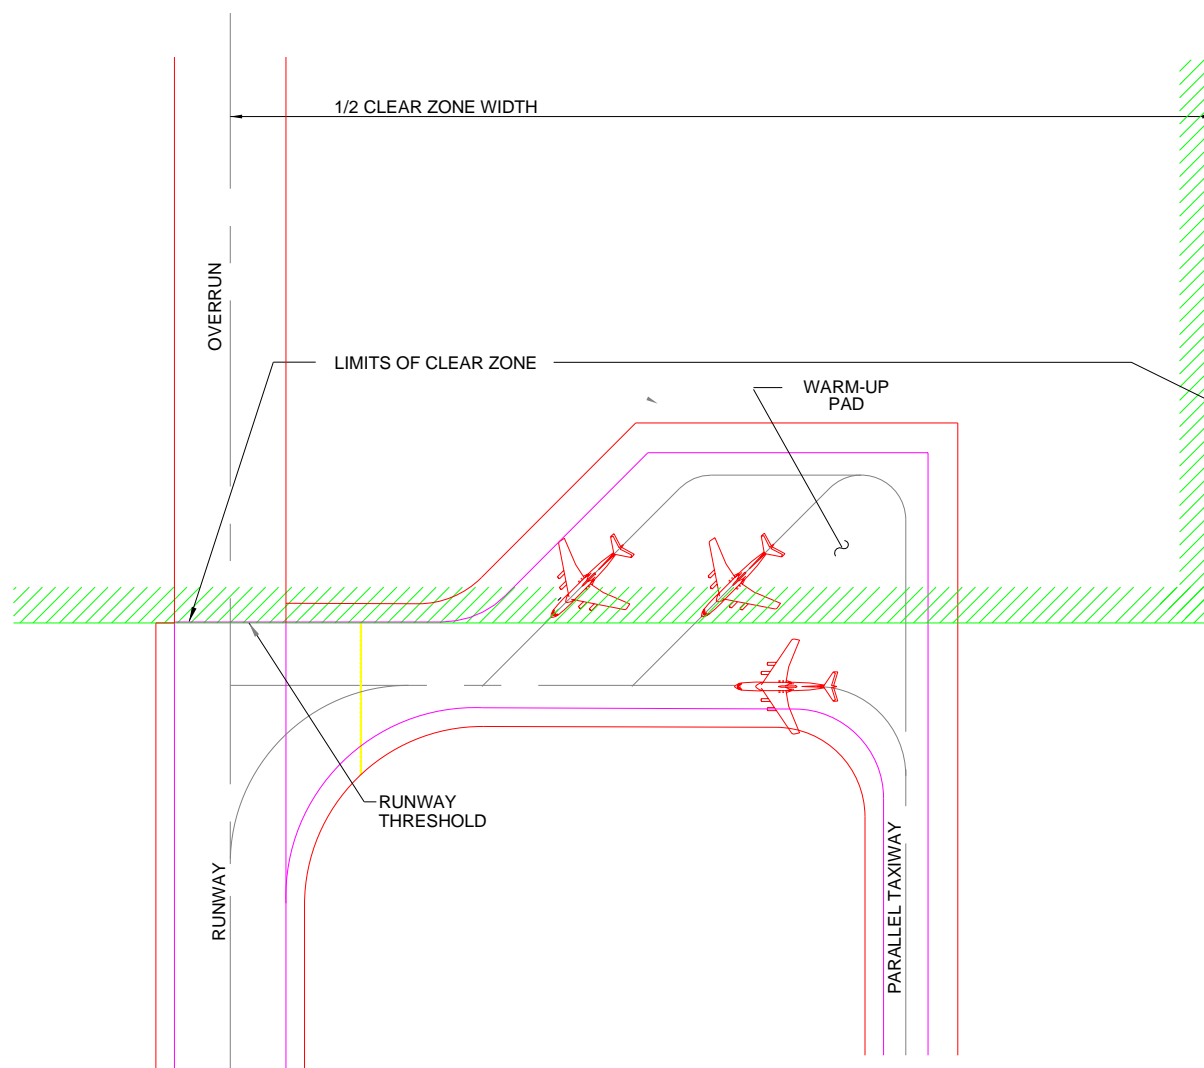 1/2 CLEAR ZONE WIDTH
OVERRUN
LIMITS OF CLEAR ZONE
WARM-UP
PAD
RUNWAY
THRESHOLD
RUNWAY
PARALLEL TAXIWAY